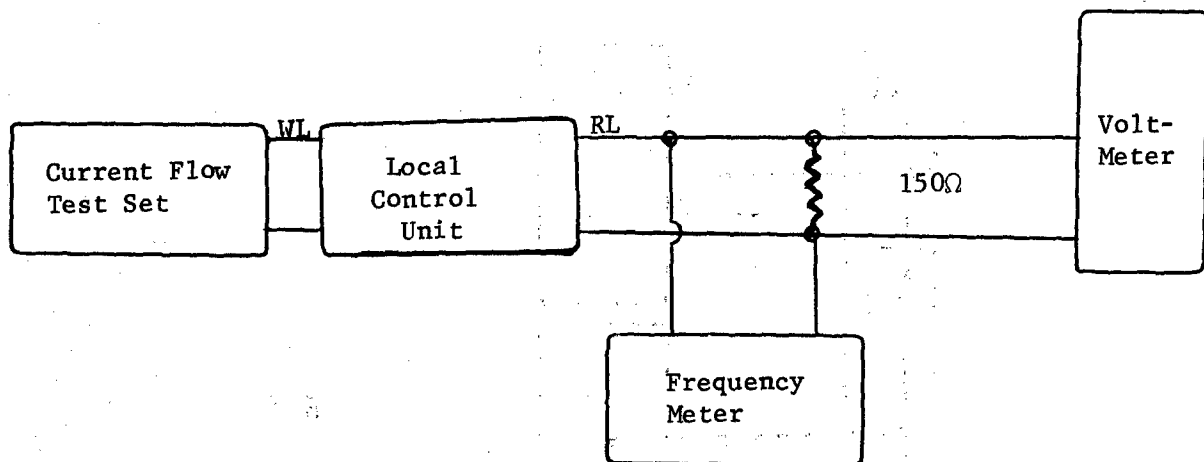 Current Flow
Test Set
WL
Local
Control
Unit
RL
150Ω
Volt-
Meter
Frequency
Meter